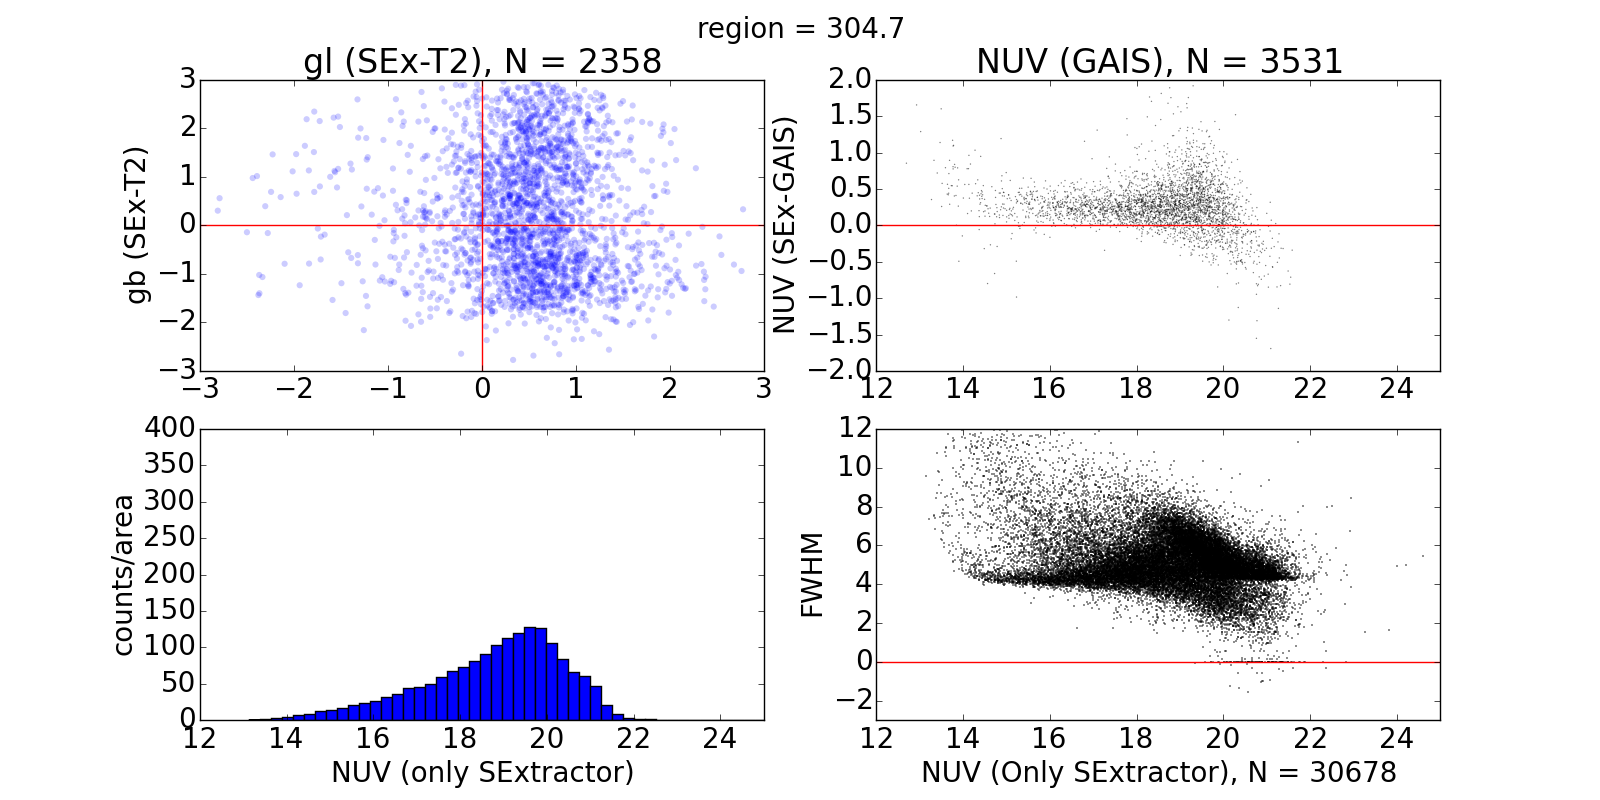 region = 304.7
gl (SEx-T2), N = 2358
NUV (GAIS), N = 3531
gb (SEx-T2)
3
2
1
0
−1
−2
−3
−3 −2 −1 0 1 2 3
NUV (SEx-GAIS)
2.0
1.5
1.0
0.5
0.0
−0.5
−1.0
−1.5
−2.0
12 14 16 18 20 22 24
counts/area
400
350
300
250
200
150
100
50
0
12 14 16 18 20 22 24
NUV (only SExtractor)
FWHM
12
10
8
6
4
2
0
−2
12 14 16 18 20 22 24
NUV (Only SExtractor), N = 30678